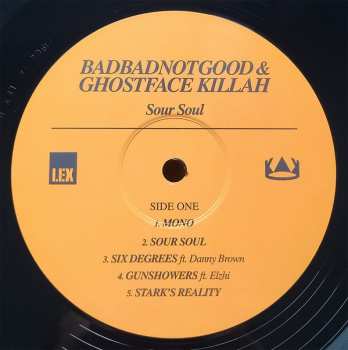 BADBADNOTGOOD &
GHOSTFACE KILLAH
Sour Soul
LEX
SIDE ONE
1. MONO
2. SOUR SOUL
3. SIX DEGREES ft. Danny Brown
4. GUNSHOWERS ft. Elzhi
5. STARK'S REALITY